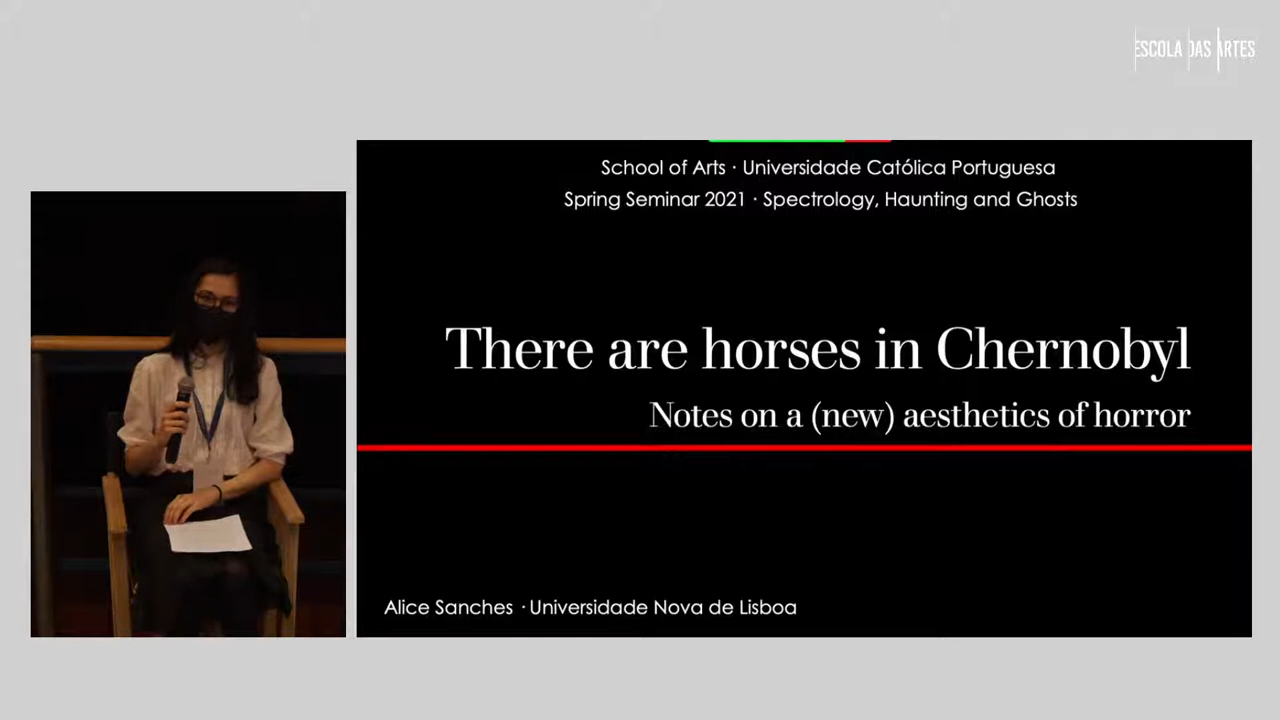 ESCOLA DAS ARTES
School of Arts · Universidade Católica Portuguesa
Spring Seminar 2021 · Spectrology, Haunting and Ghosts
There are horses in Chernobyl
Notes on a (new) aesthetics of horror
Alice Sanches · Universidade Nova de Lisboa